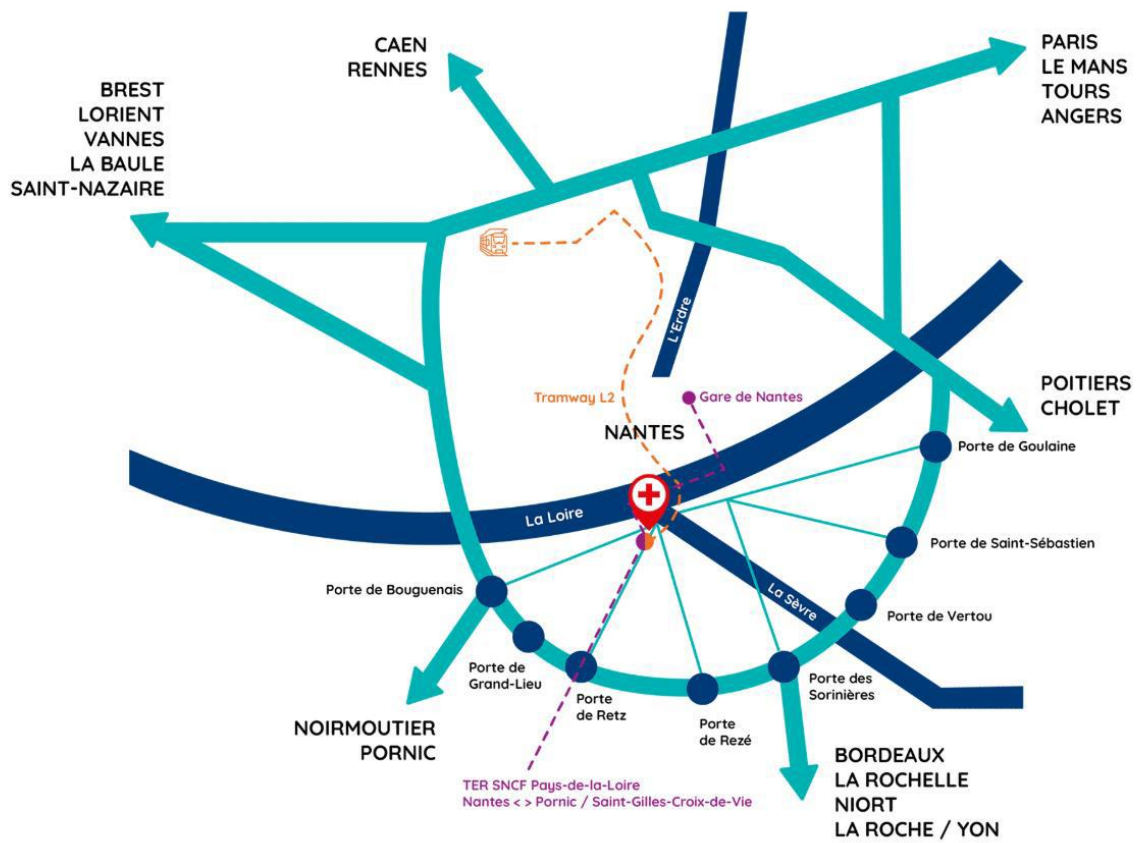 CAEN
RENNES
PARIS
LE MANS
TOURS
ANGERS
BREST
LORIENT
VANNES
LA BAULE
SAINT-NAZAIRE
L'Erdre
Tramway L2
Gare de Nantes
NANTES
POITIERS
CHOLET
Porte de Goulaine
La Loire
Porte de Saint-Sébastien
Porte de Bouguenais
La Sèvre
Porte de Vertou
Porte de
Grand-Lieu
Porte
de Retz
Porte
de Rezé
Porte des
Sorinières
NOIRMOUTIER
PORNIC
TER SNCF Pays-de-la-Loire
Nantes < > Pornic / Saint-Gilles-Croix-de-Vie
BORDEAUX
LA ROCHELLE
NIORT
LA ROCHE / YON